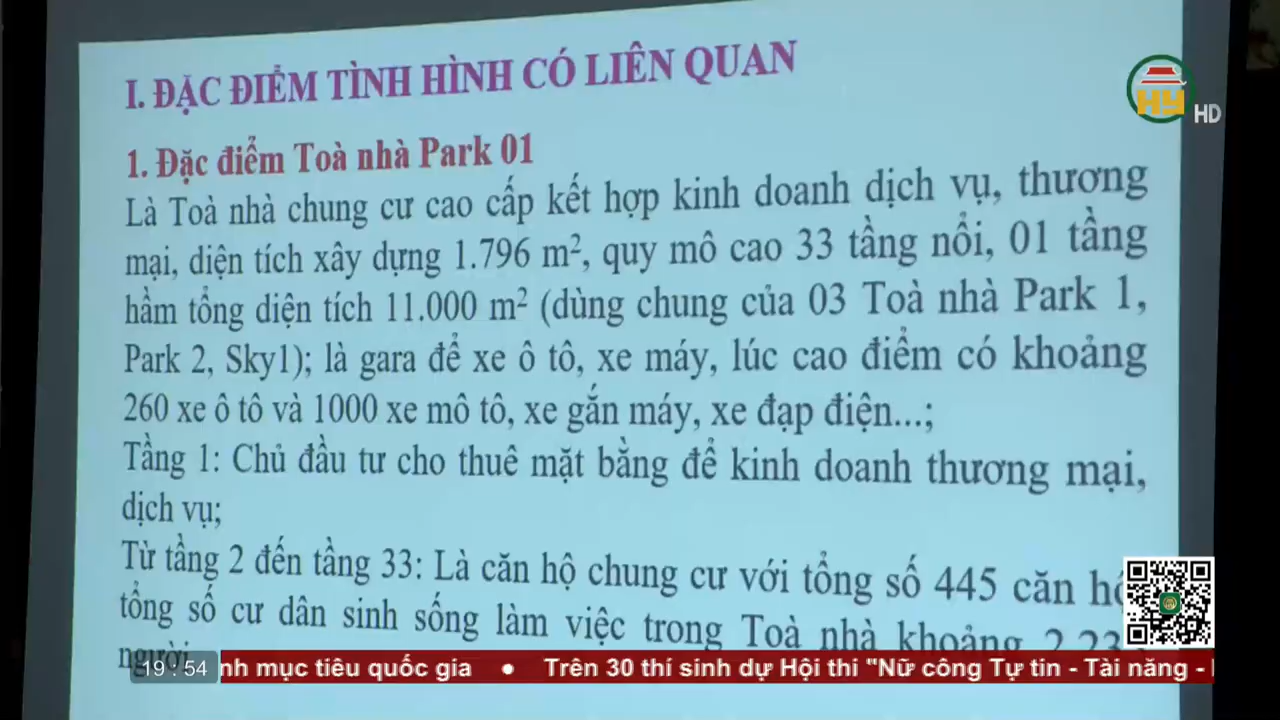 I. ĐẶC ĐIỂM TÌNH HÌNH CÓ LIÊN QUAN
HY HD
1. Đặc điểm Toà nhà Park 01
Là Toà nhà chung cư cao cấp kết hợp kinh doanh dịch vụ, thương
mại, diện tích xây dựng 1.796 m², quy mô cao 33 tầng nổi, 01 tầng
hầm tổng diện tích 11.000 m² (dùng chung của 03 Toà nhà Park 1,
Park 2, Sky1); là gara để xe ô tô, xe máy, lúc cao điểm có khoảng
260 xe ô tô và 1000 xe mô tô, xe gắn máy, xe đạp điện...;
Tầng 1: Chủ đầu tư cho thuê mặt bằng để kinh doanh thương mại,
dịch vụ;
Từ tầng 2 đến tầng 33: Là căn hộ chung cư với tổng số 445 căn hộ
tổng số cư dân sinh sống làm việc trong Toà nhà khoảng
người
19:54 nh mục tiêu quốc gia • Trên 30 thí sinh dự Hội thi "Nữ công Tự tin - Tài năng -